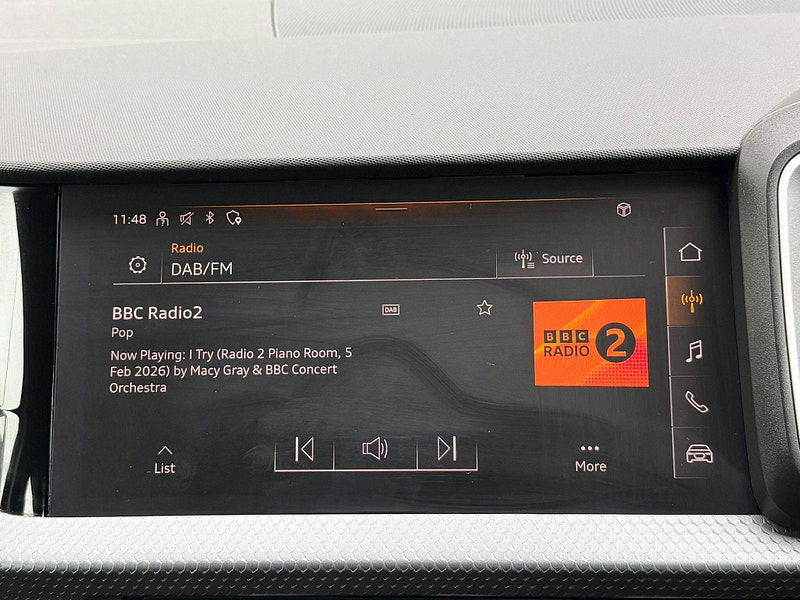 11:48
Radio
DAB/FM
Source
BBC Radio2
DAB
Pop
Now Playing: I Try (Radio 2 Piano Room, 5
Feb 2026) by Macy Gray & BBC Concert
Orchestra
BBC
RADIO 2
List
More